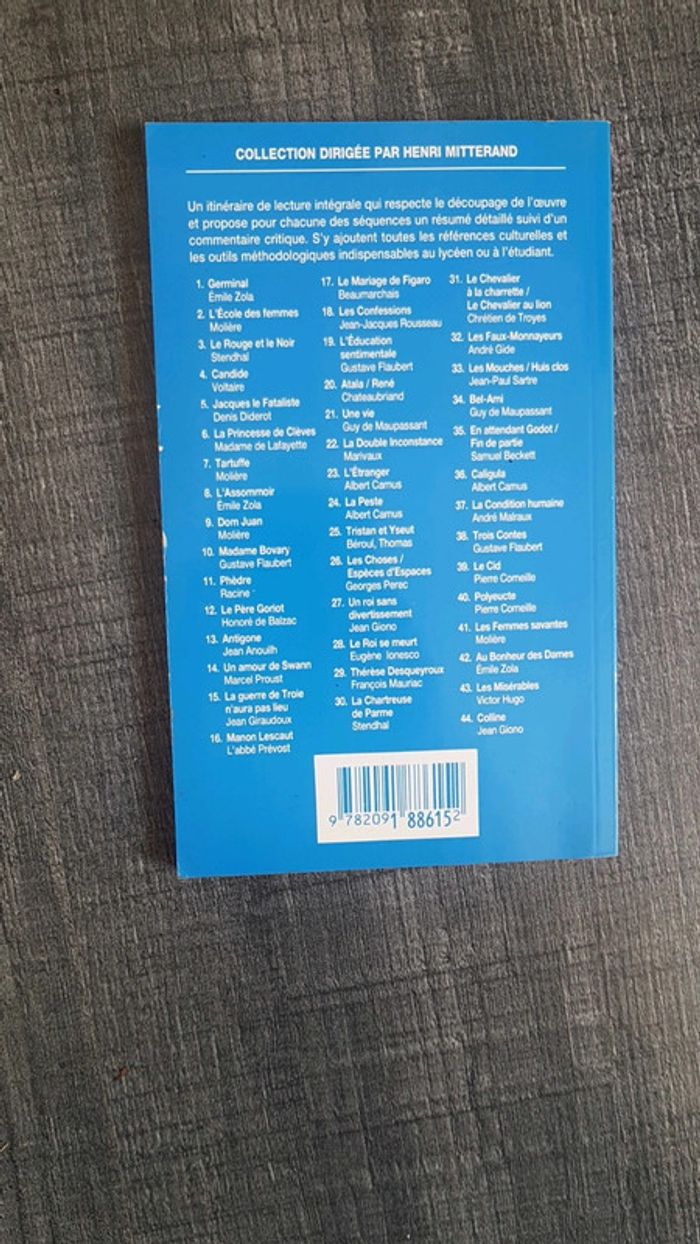 COLLECTION DIRIGÉE PAR HENRI MITTERAND
Un itinéraire de lecture intégrale qui respecte le découpage de l'œuvre
et propose pour chacune des séquences un résumé détaillé suivi d'un
commentaire critique. S'y ajoutent toutes les références culturelles et
les outils méthodologiques indispensables au lycéen ou à l'étudiant.
1. Germinal
Émile Zola
2. L'École des femmes
Molière
3. Le Rouge et le Noir
Stendhal
4. Candide
Voltaire
5. Jacques le Fataliste
Denis Diderot
6. La Princesse de Clèves
Madame de Lafayette
7. Tartuffe
Molière
8. L'Assommoir
Émile Zola
9. Dom Juan
Molière
10. Madame Bovary
Gustave Flaubert
11. Phèdre
Racine
12. Le Père Goriot
Honoré de Balzac
13. Antigone
Jean Anouilh
14. Un amour de Swann
Marcel Proust
15. La guerre de Troie
n'aura pas lieu
Jean Giraudoux
16. Manon Lescaut
L'abbé Prévost
17. Le Mariage de Figaro
Beaumarchais
18. Les Confessions
Jean-Jacques Rousseau
19. L'Éducation
sentimentale
Gustave Flaubert
20. Atala / René
Chateaubriand
21. Une vie
Guy de Maupassant
22. La Double Inconstance
Marivaux
23. L'Étranger
Albert Camus
24. La Peste
Albert Camus
25. Tristan et Yseut
Béroul, Thomas
26. Les Choses /
Espèces d'Espaces
Georges Perec
27. Un roi sans
divertissement
Jean Giono
28. Le Roi se meurt
Eugène Ionesco
29. Thérèse Desqueyroux
François Mauriac
30. La Chartreuse
de Parme
Stendhal
31. Le Chevalier
à la charrette /
Le Chevalier au lion
Chrétien de Troyes
32. Les Faux-Monnayeurs
André Gide
33. Les Mouches / Huis clos
Jean-Paul Sartre
34. Bel-Ami
Guy de Maupassant
35. En attendant Godot /
Fin de partie
Samuel Beckett
36. Caligula
Albert Camus
37. La Condition humaine
André Malraux
38. Trois Contes
Gustave Flaubert
39. Le Cid
Pierre Corneille
40. Polyeucte
Pierre Corneille
41. Les Femmes savantes
Molière
42. Au Bonheur des Dames
Émile Zola
43. Les Misérables
Victor Hugo
44. Colline
Jean Giono
9 782091 886152